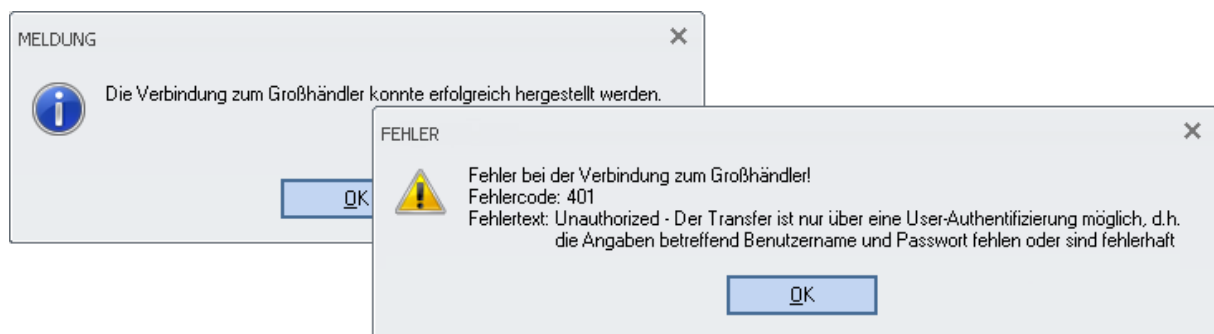 MELDUNG
Die Verbindung zum Großhändler konnte erfolgreich hergestellt werden.
OK
FEHLER
Fehler bei der Verbindung zum Großhändler!
Fehlercode: 401
Fehlertext: Unauthorized - Der Transfer ist nur über eine User-Authentifizierung möglich, d.h.
die Angaben betreffend Benutzername und Passwort fehlen oder sind fehlerhaft
OK